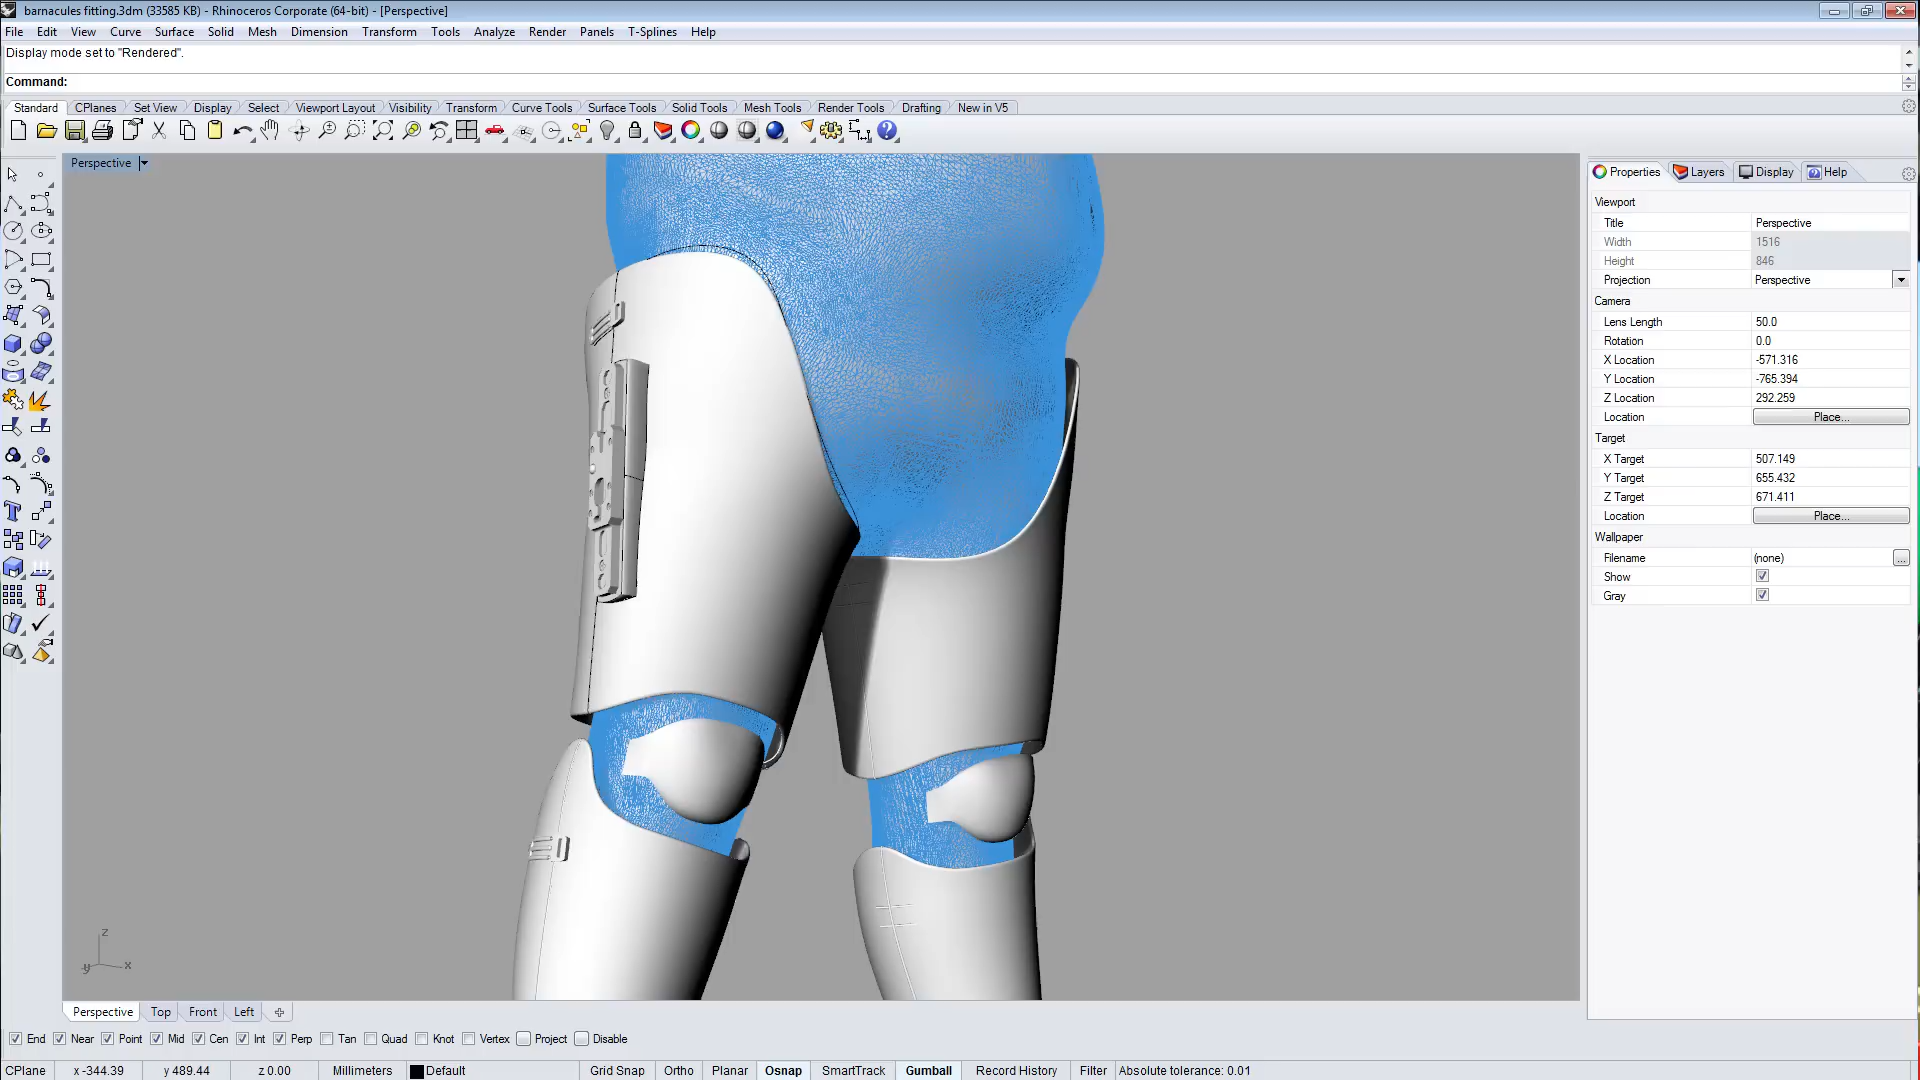 barnacules fitting.3dm (33585 KB) - Rhinoceros Corporate (64-bit) - [Perspective]
File Edit View Curve Surface Solid Mesh Dimension Transform Tools Analyze Render Panels T-Splines Help
Display mode set to "Rendered".
Command:
Standard CPlanes Set View Display Select Viewport Layout Visibility Transform Curve Tools Surface Tools Solid Tools Mesh Tools Render Tools Drafting New in V5
Perspective
Properties Layers Display Help
Viewport
Title Perspective
Width 1516
Height 846
Projection Perspective
Camera
Lens Length 50.0
Rotation 0.0
X Location -571.316
Y Location -765.394
Z Location 292.259
Location Place...
Target
X Target 507.149
Y Target 655.432
Z Target 671.411
Location Place...
Wallpaper
Filename (none) ...
Show
Gray
z
y x
Perspective Top Front Left
End Near Point Mid Cen Int Perp Tan Quad Knot Vertex Project Disable
CPlane x -344.39 y 489.44 z 0.00 Millimeters Default Grid Snap Ortho Planar Osnap SmartTrack Gumball Record History Filter Absolute tolerance: 0.01